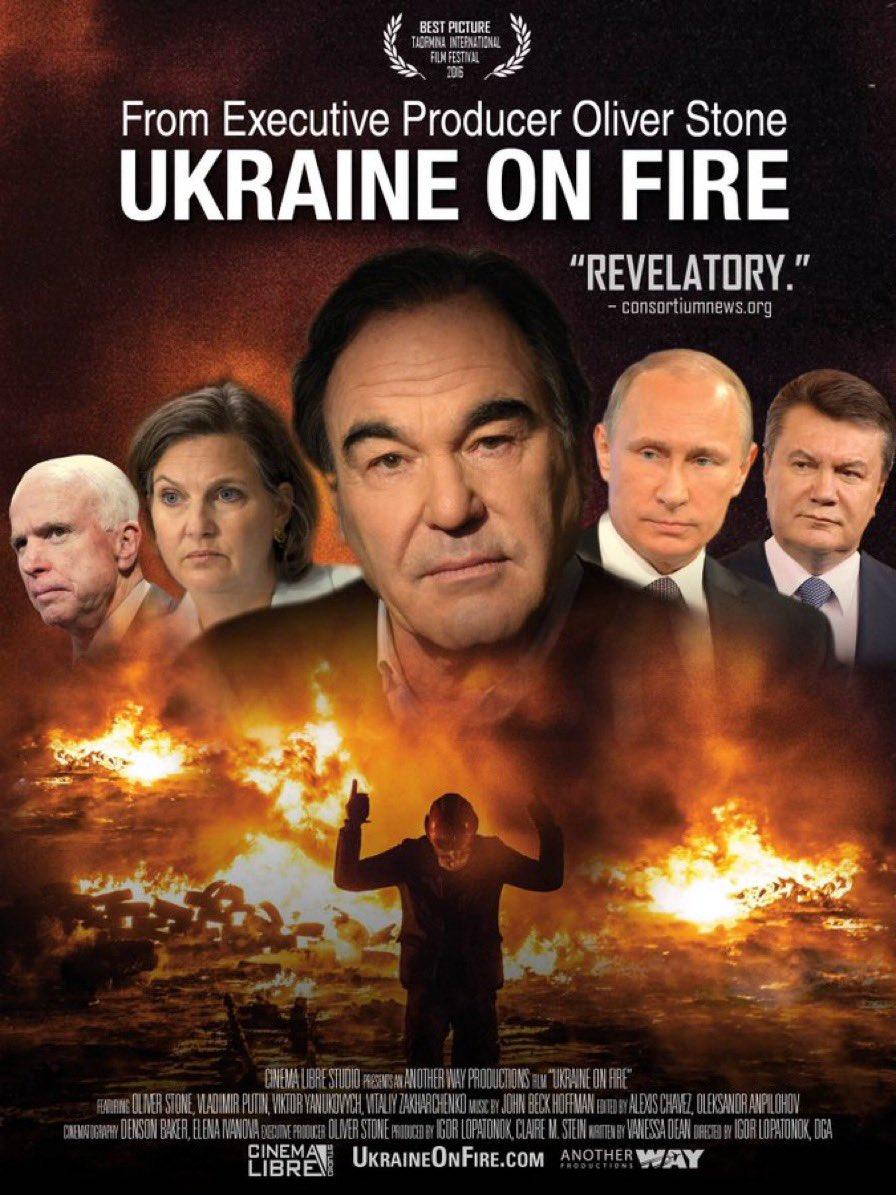 BEST PICTURE
TAORMINA INTERNATIONAL
FILM FESTIVAL
2016
From Executive Producer Oliver Stone
UKRAINE ON FIRE
“REVELATORY.”
– consortiumnews.org
CINEMA LIBRE STUDIO PRESENTS AN ANOTHER WAY PRODUCTIONS FILM "UKRAINE ON FIRE"
FEATURING OLIVER STONE, VLADIMIR PUTIN, VIKTOR YANUKOVYCH, VITALIY ZAKHARCHENKO MUSIC BY JOHN BECK HOFFMAN EDITED BY ALEXIS CHAVEZ, OLEKSANDR ANPILOHOV
CINEMATOGRAPHY DENSON BAKER, ELENA IVANOVA EXECUTIVE PRODUCER OLIVER STONE PRODUCED BY IGOR LOPATONOK, CLAIRE M. STEIN WRITTEN BY VANESSA DEAN DIRECTED BY IGOR LOPATONOK, DGA
CINEMA LIBRE STUDIO
UKRAINEONFIRE.COM
ANOTHER WAY PRODUCTIONS